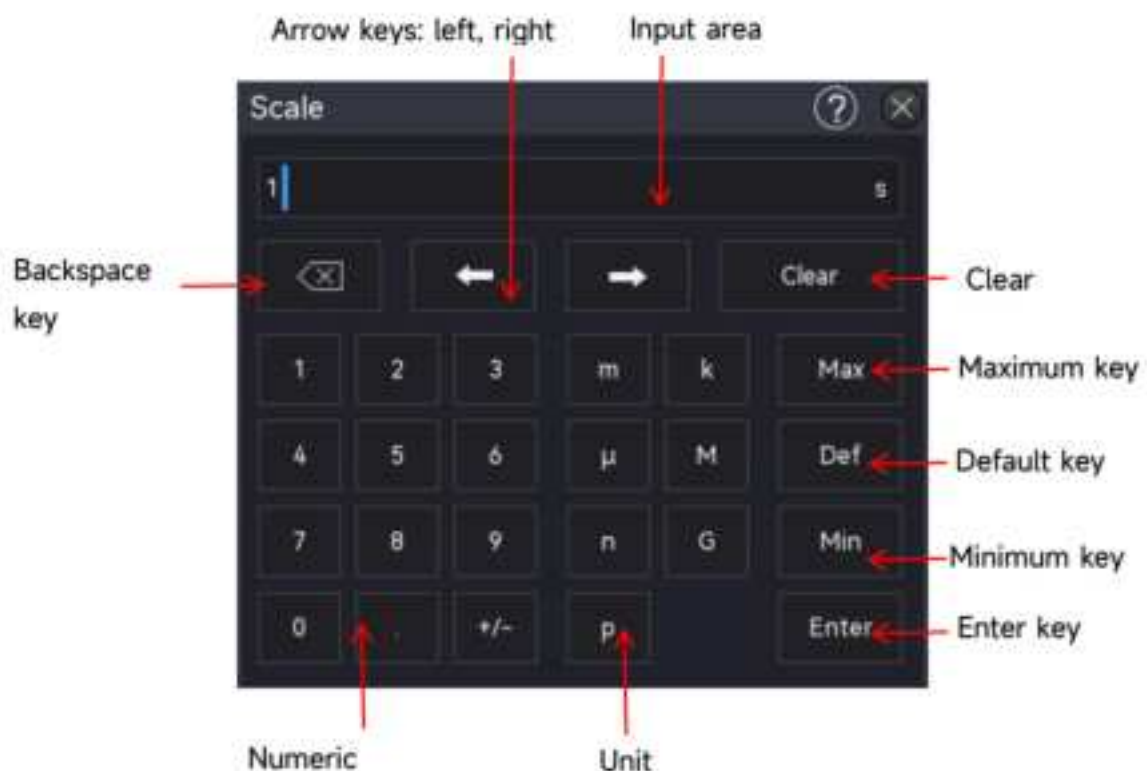 Arrow keys: left, right Input area
Scale ?
1 s
Backspace
key
Clear Clear
1 2 3 m k Max Maximum key
4 5 6 µ M Def Default key
7 8 9 n G Min Minimum key
0 . +/- p Enter Enter key
Numeric Unit